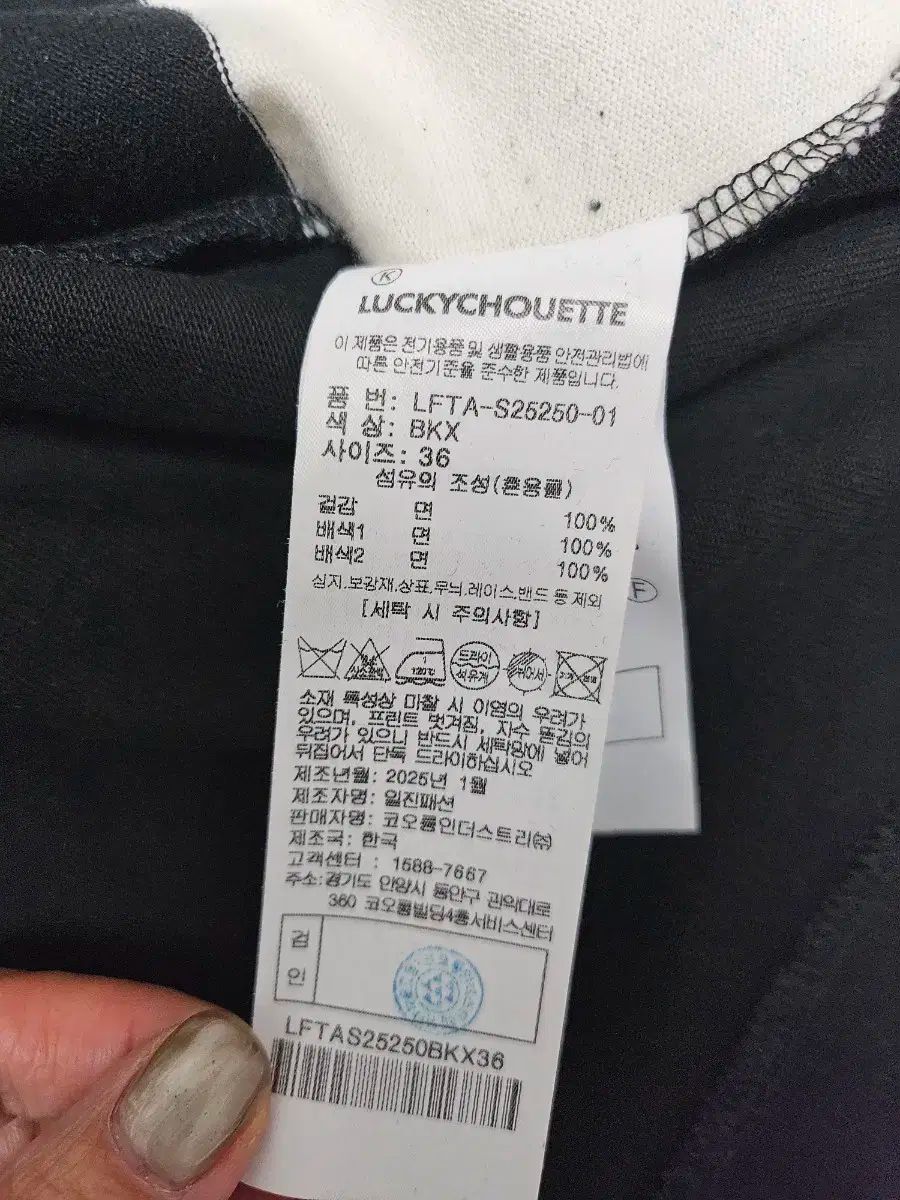 K
LUCKYCHOUETTE
이 제품은 전기용품 및 생활용품 안전관리법에
따른 안전기준을 준수한 제품입니다.
품 번: LFTA-S25250-01
색 상: BKX
사이즈: 36
섬유의 조성(혼용률)
겉감 면 100%
배색1 면 100%
배색2 면 100%
심지,보강재,상표,무늬,레이스,밴드 등 제외
F
[세탁 시 주의사항]
1 120℃ 드라이 석유계
소재 특성상 마찰 시 이염의 우려가
있으며, 프린트 벗겨짐, 자수 뜯김의
우려가 있으니 반드시 세탁망에 넣어
뒤집어서 단독 드라이하십시오
제조년월: 2025년 1월
제조자명: 일진패션
판매자명: 코오롱인더스트리㈜
제조국: 한국
고객센터 : 1588-7667
주소:경기도 안양시 동안구 관악대로
360 코오롱빌딩4층서비스센터
검
인
LFTAS25250BKX36